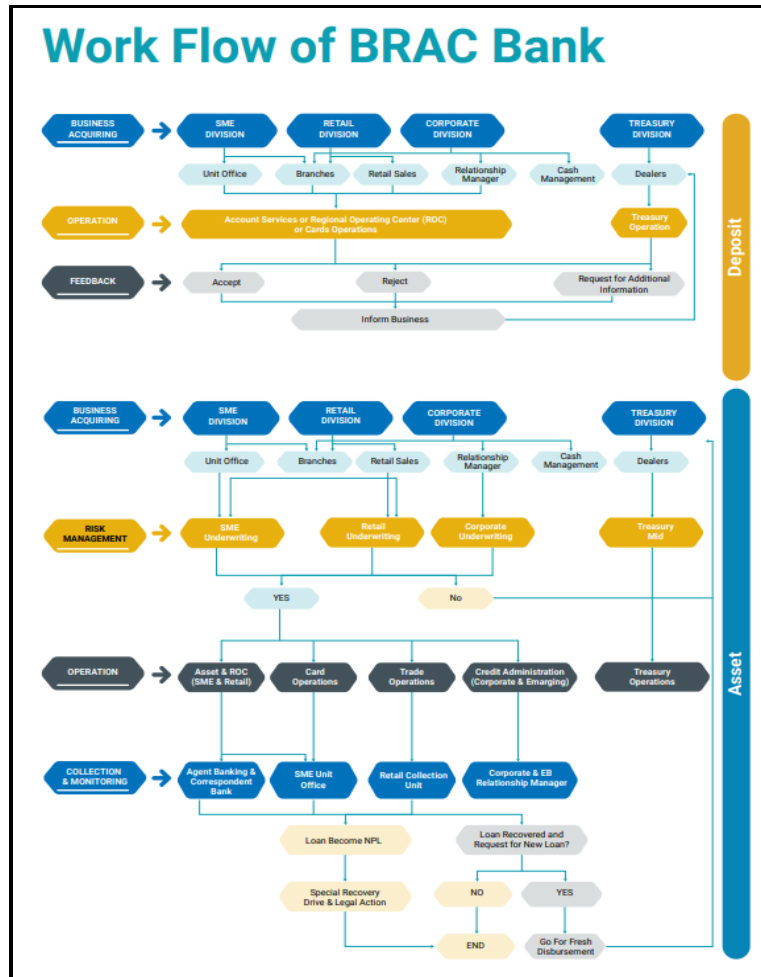 Work Flow of BRAC Bank
BUSINESS
ACQUIRING
SME
DIVISION
RETAIL
DIVISION
CORPORATE
DIVISION
TREASURY
DIVISION
Unit Office
Branches
Retail Sales
Relationship
Manager
Cash
Management
Dealers
OPERATION
Account Services or Regional Operating Center (ROC)
or Cards Operations
Treasury
Operation
FEEDBACK
Accept
Reject
Request for Additional
Information
Inform Business
Deposit
BUSINESS
ACQUIRING
SME
DIVISION
RETAIL
DIVISION
CORPORATE
DIVISION
TREASURY
DIVISION
Unit Office
Branches
Retail Sales
Relationship
Manager
Cash
Management
Dealers
RISK
MANAGEMENT
SME
Underwriting
Retail
Underwriting
Corporate
Underwriting
Treasury
Mid
YES
No
OPERATION
Asset & ROC
(SME & Retail)
Card
Operations
Trade
Operations
Credit Administration
(Corporate & Emarging)
Treasury
Operations
COLLECTION
& MONITORING
Agent Banking &
Correspondent
Bank
SME Unit
Office
Retail Collection
Unit
Corporate & EB
Relationship Manager
Loan Become NPL
Loan Recovered and
Request for New Loan?
Special Recovery
Drive & Legal Action
NO
YES
END
Go For Fresh
Disbursement
Asset